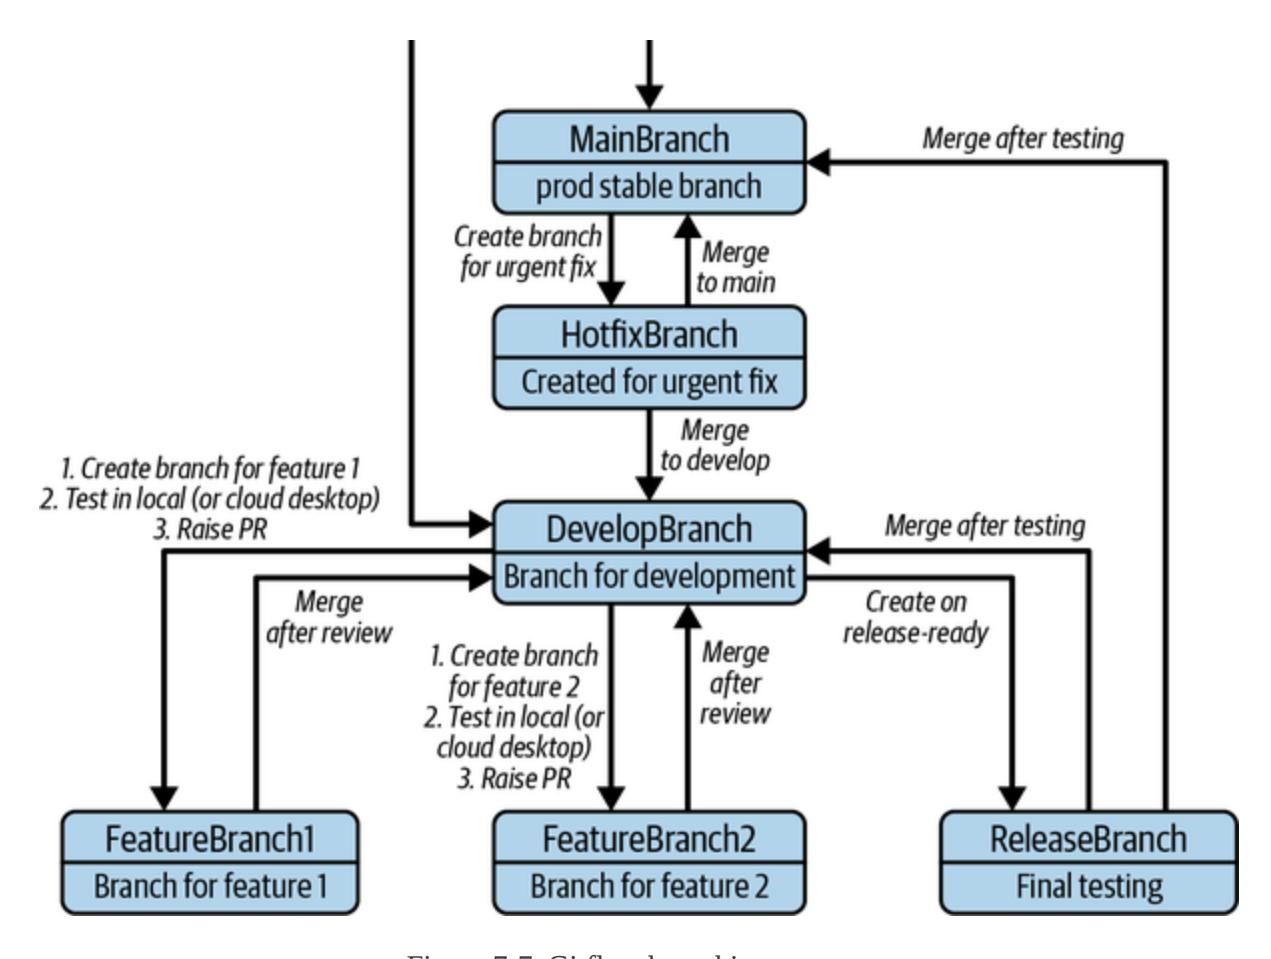 MainBranch
prod stable branch
Merge after testing
Create branch
for urgent fix
Merge
to main
HotfixBranch
Created for urgent fix
Merge
to develop
1. Create branch for feature 1
2. Test in local (or cloud desktop)
3. Raise PR
DevelopBranch
Branch for development
Merge after testing
Merge
after review
Create on
release-ready
1. Create branch
for feature 2
2. Test in local (or
cloud desktop)
3. Raise PR
Merge
after
review
FeatureBranch1
Branch for feature 1
FeatureBranch2
Branch for feature 2
ReleaseBranch
Final testing